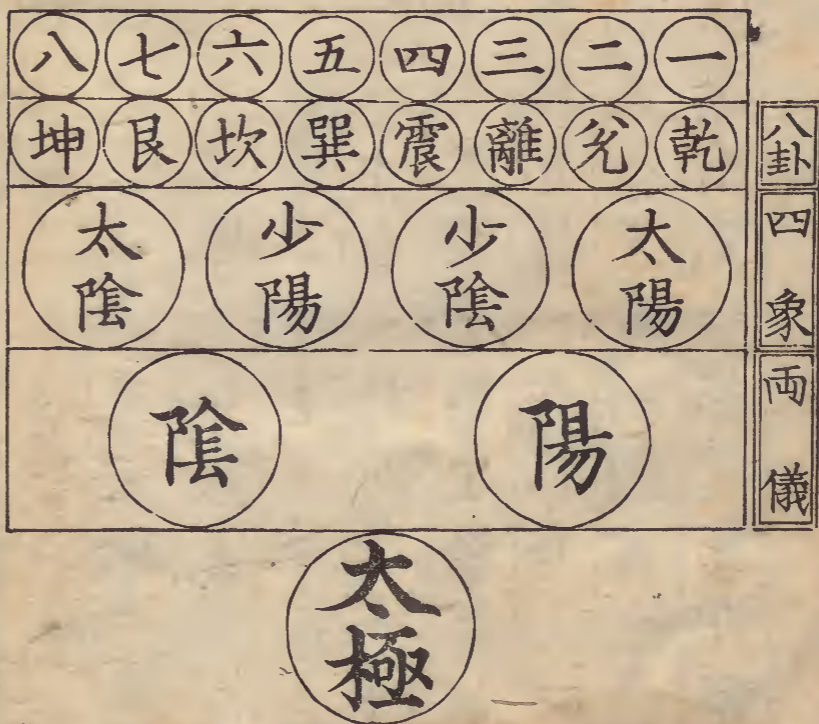 八 七 六 五 四 三 二 一
坤 艮 坎 巽 震 離 兊 乾
八卦
太陰 少陽 少陰 太陽
四象
陰 陽
両儀
太極